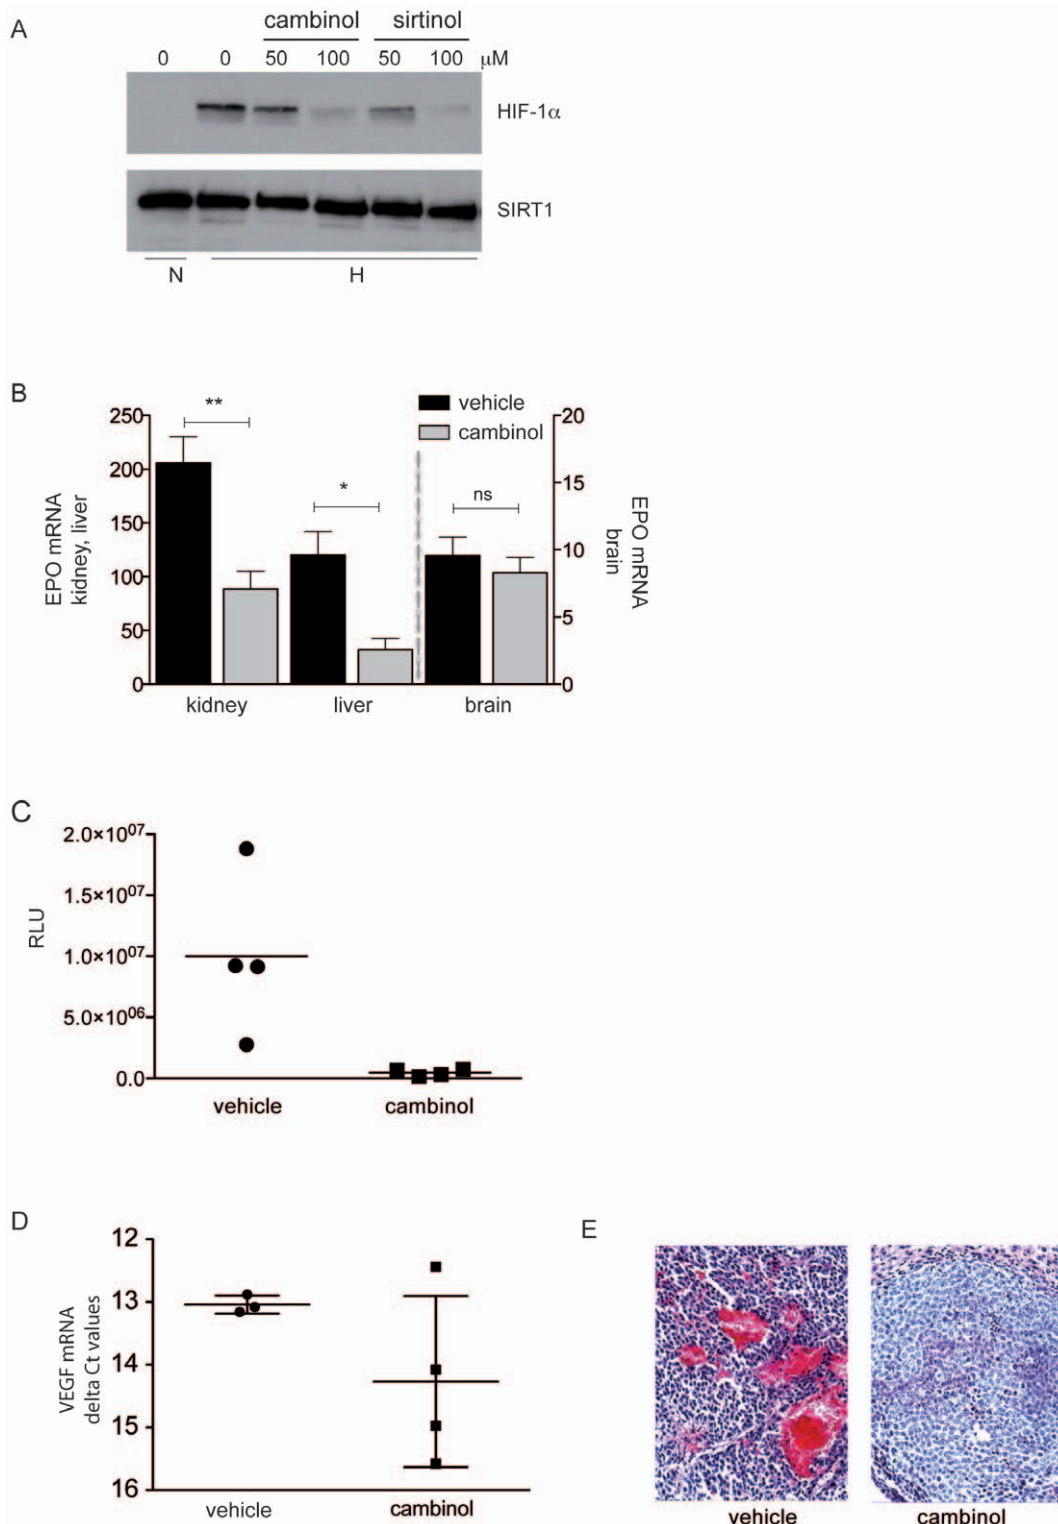 A
cambinol sirtinol
0 0 50 100 50 100 μM
HIF-1α
SIRT1
N H
B
vehicle
cambinol
250 200 150 100 50 0
EPO mRNA
kidney, liver
** * ns
20 15 10 5 0
EPO mRNA
brain
kidney liver brain
C
2.0×10⁰⁷
1.5×10⁰⁷
1.0×10⁰⁷
5.0×10⁰⁶
0.0
RLU
vehicle cambinol
D
12
13
14
15
16
VEGF mRNA
delta Ct values
vehicle cambinol
E
vehicle cambinol